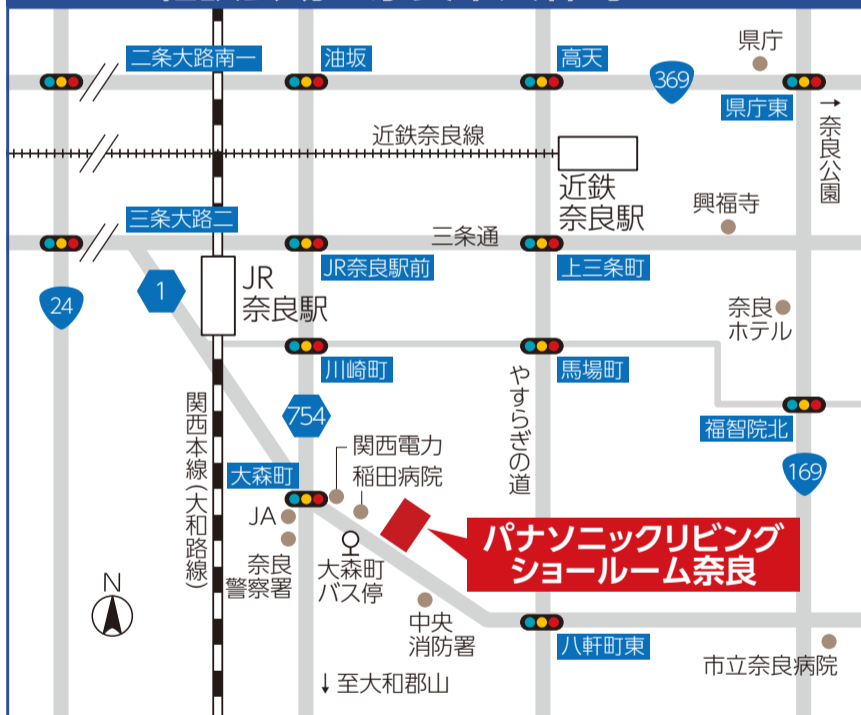 県庁
二条大路南一
油坂
高天
369
県庁東
→奈良公園
近鉄奈良線
近鉄
奈良駅
興福寺
三条大路二
三条通
JR奈良駅前
上三条町
24
1
JR
奈良駅
奈良
ホテル
川崎町
馬場町
やすらぎの道
関西本線(大和路線)
754
福智院北
関西電力
稲田病院
大森町
169
JA
パナソニックリビング
ショールーム奈良
奈良
警察署
大森町
バス停
N
中央
消防署
八軒町東
市立奈良病院
↓至大和郡山